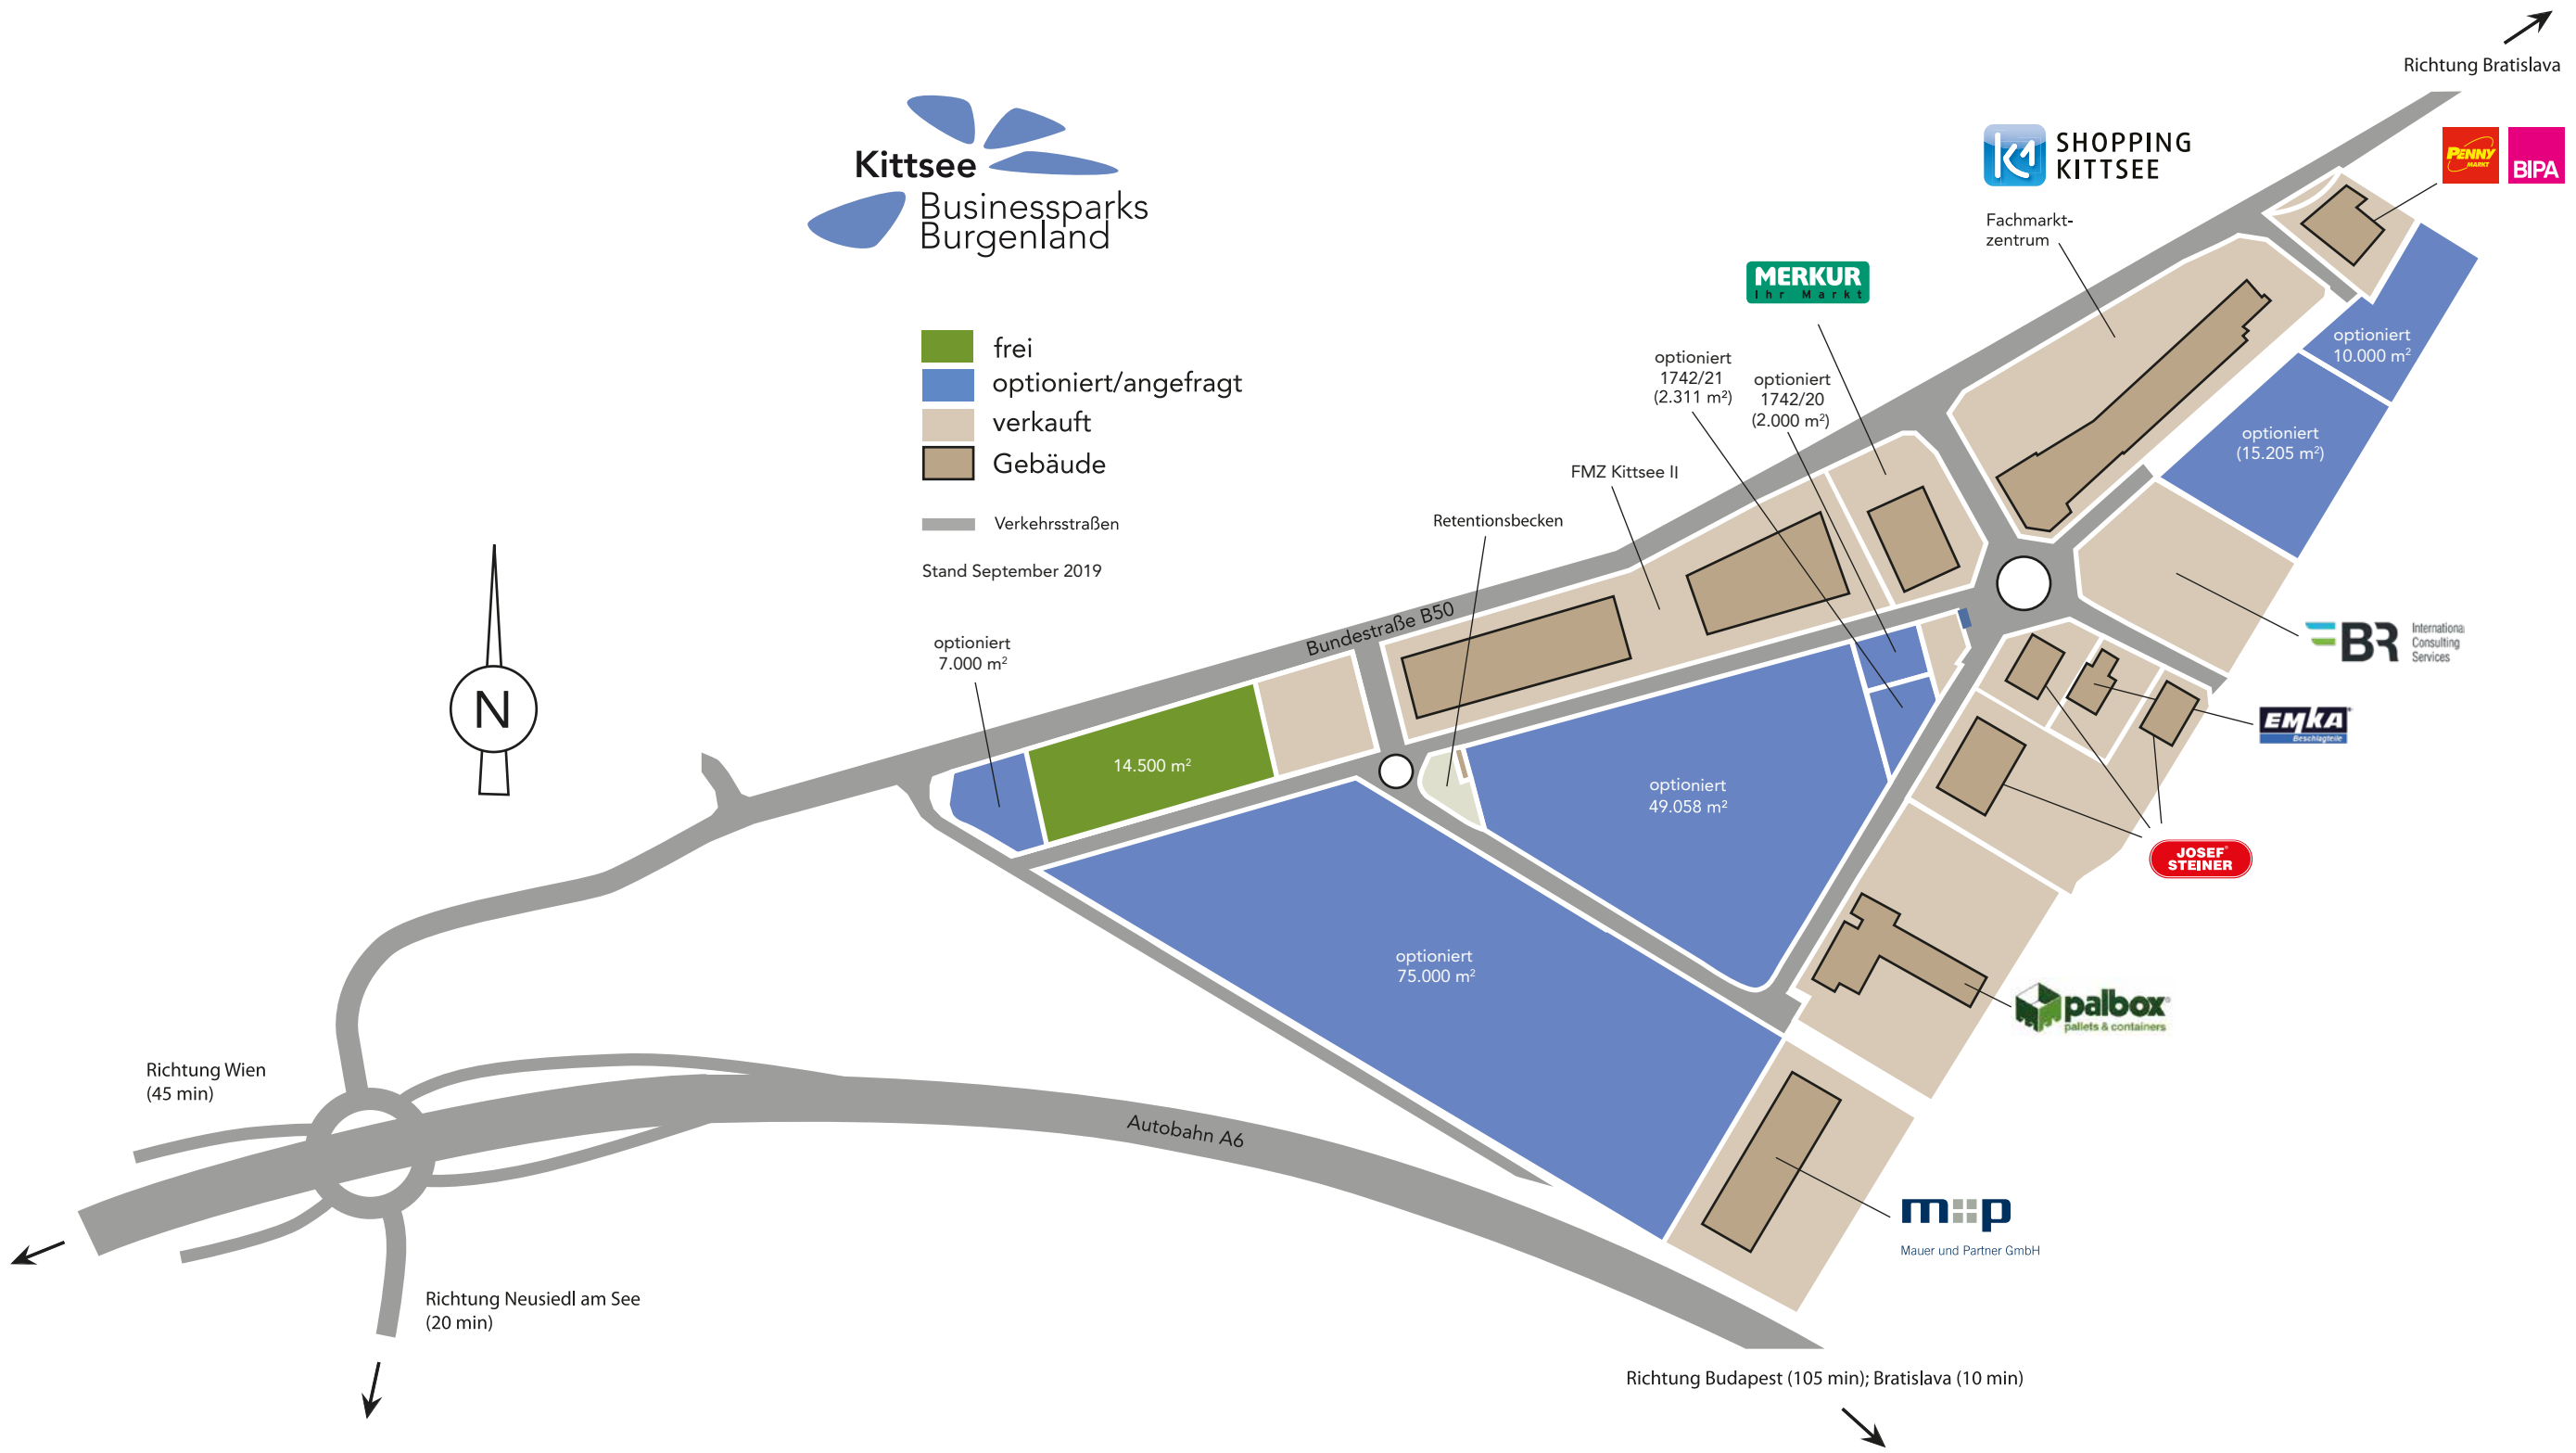 Richtung Bratislava
PENNY
MARKT
BIPA
K1
SHOPPING
KITTSEE
Kittsee
Businessparks
Burgenland
Fachmarkt-
zentrum
MERKUR
Ihr Markt
frei
optioniert/angefragt
verkauft
Gebäude
Verkehrsstraßen
Stand September 2019
optioniert
1742/21
(2.311 m²)
optioniert
1742/20
(2.000 m²)
optioniert
10.000 m²
optioniert
(15.205 m²)
FMZ Kittsee II
Retentionsbecken
Bundestraße B50
optioniert
7.000 m²
14.500 m²
N
BR
Internationa
Consulting
Services
EMKA
Beschlagteile
optioniert
49.058 m²
JOSEF
STEINER
optioniert
75.000 m²
palbox
pallets & containers
Richtung Wien
(45 min)
Autobahn A6
m p
Mauer und Partner GmbH
Richtung Neusiedl am See
(20 min)
Richtung Budapest (105 min); Bratislava (10 min)